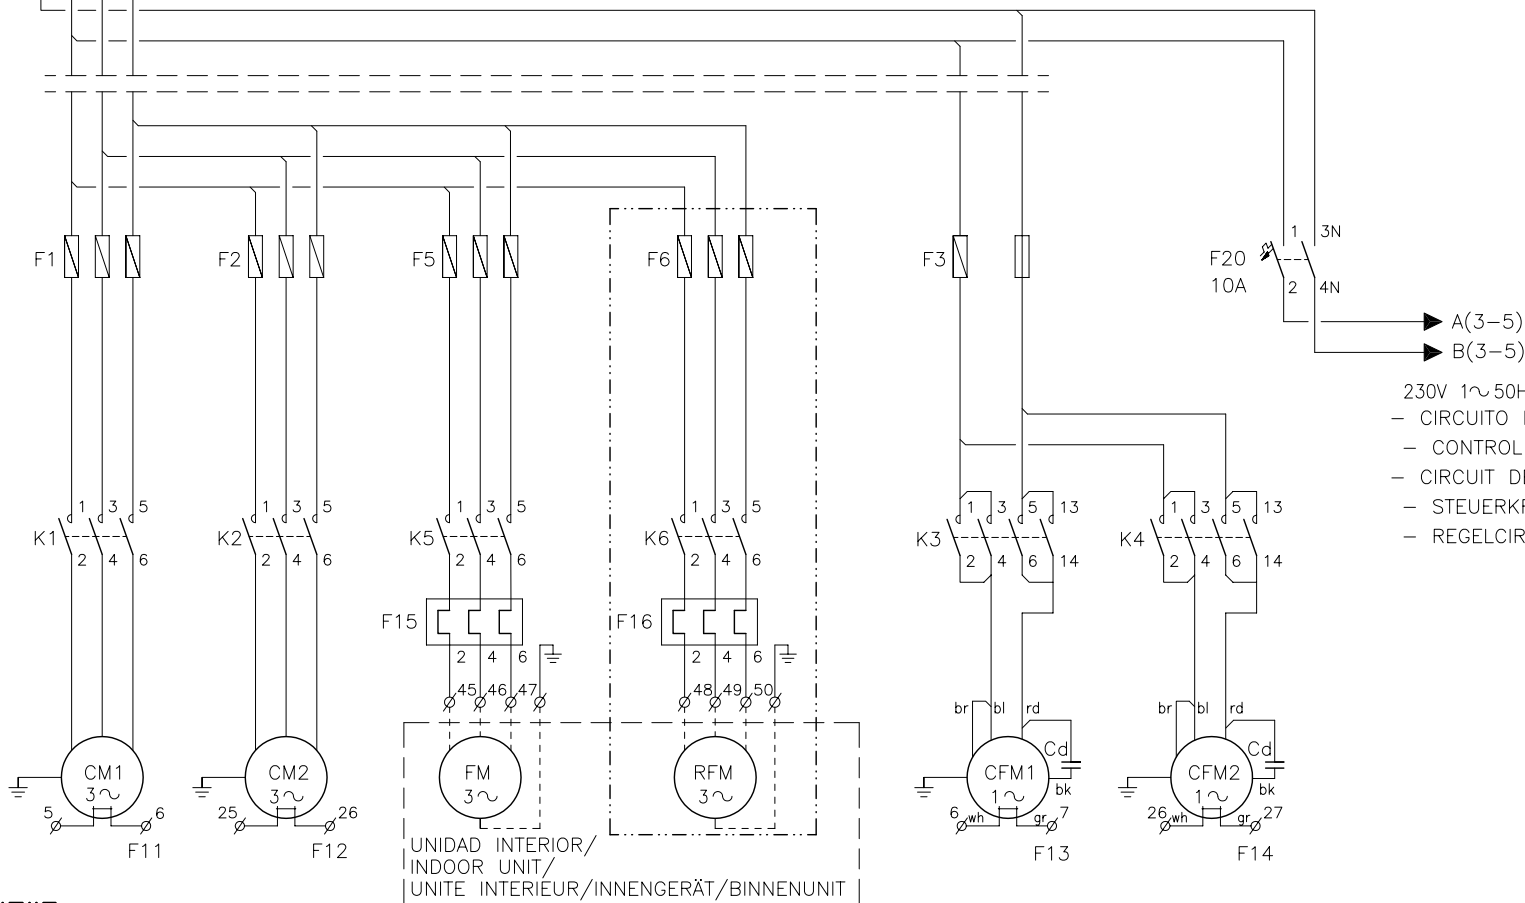 F1
F2
F5
F6
F3
F20
10A
1 3N
2 4N
A(3-5)
B(3-5)
230V 1~50
- CIRCUITO
- CONTROL
- CIRCUIT
- STEUERK
- REGELCIR
K1 1 3 5
2 4 6
K2 1 3 5
2 4 6
K5 1 3 5
2 4 6
K6 1 3 5
2 4 6
K3 1 3 5 13
2 4 6 14
K4 1 3 5 13
2 4 6 14
F15
2 4 6
F16
2 4 6
45 46 47
48 49 50
br bl rd
br bl rd
CM1
3~
5 6
F11
CM2
3~
25 26
F12
FM
3~
RFM
3~
CFM1
1~
Cd
bk
6 wh gr 7
F13
CFM2
1~
Cd
bk
26 wh gr 27
F14
UNIDAD INTERIOR/
INDOOR UNIT/
UNITE INTERIEUR/INNENGERÄT/BINNENUNIT